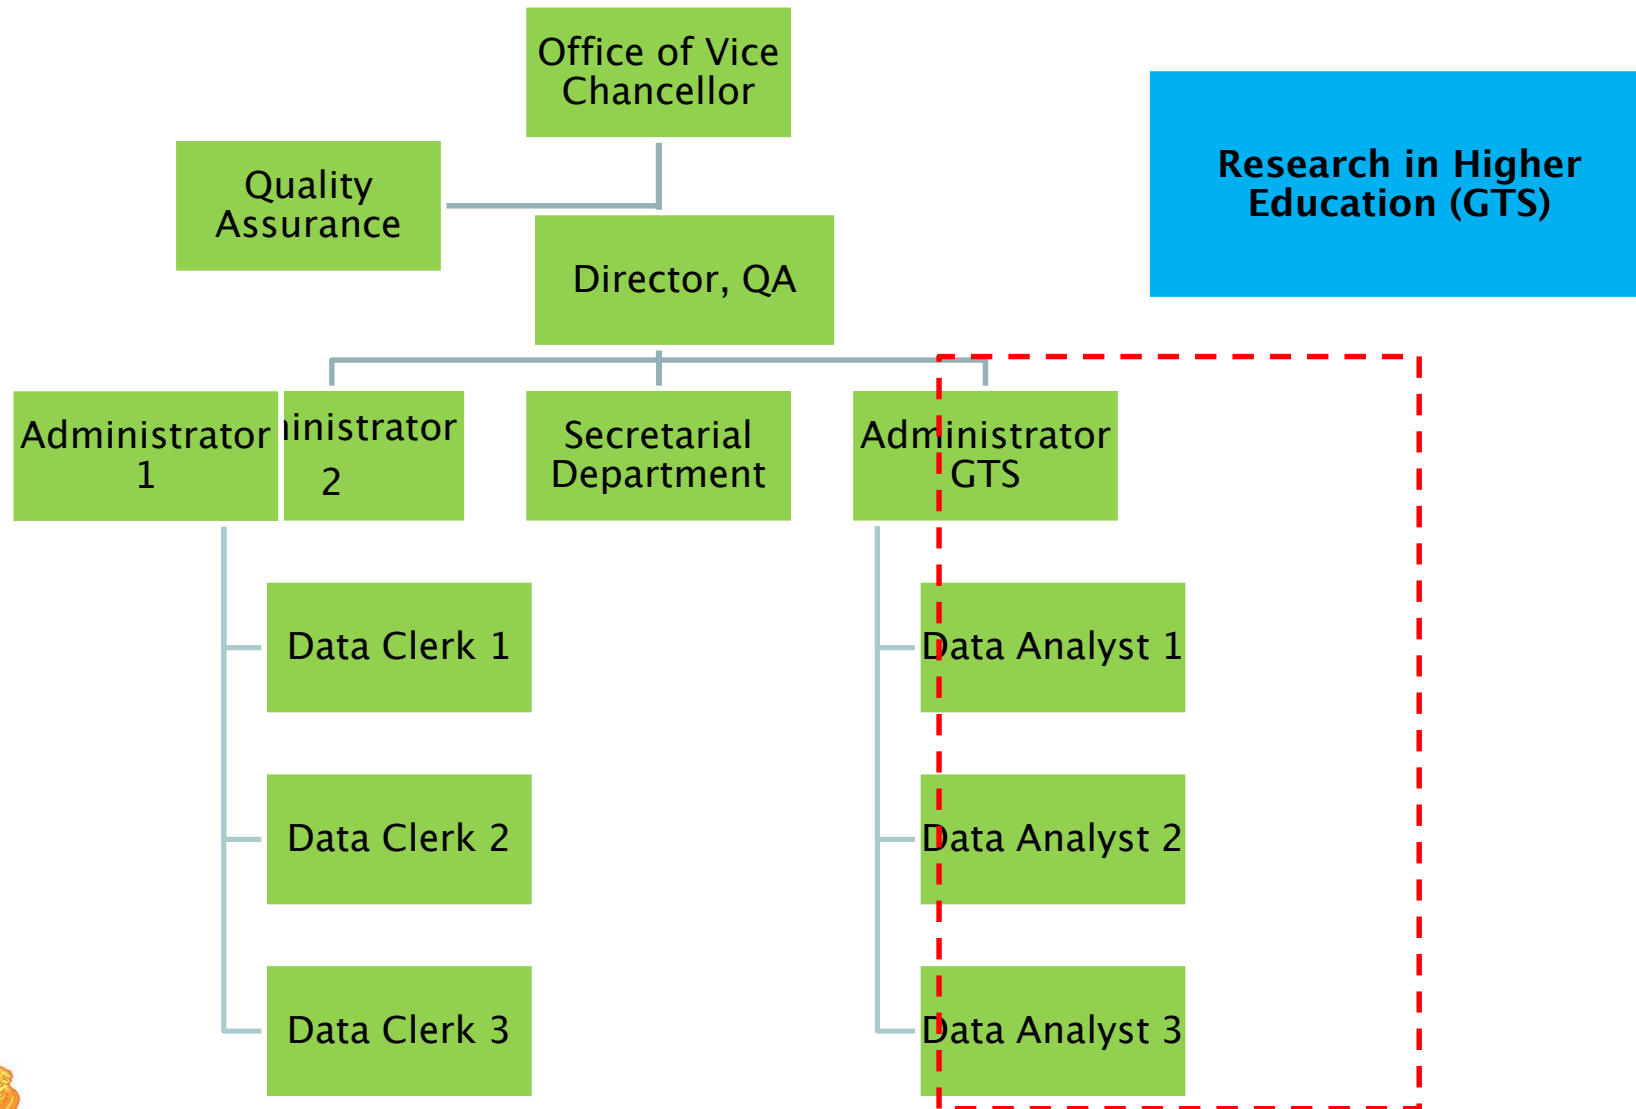 Office of Vice
Chancellor
Research in Higher
Education (GTS)
Quality
Assurance
Director, QA
Administrator
1
inistrator
2
Secretarial
Department
Administrator
GTS
Data Clerk 1
Data Analyst 1
Data Clerk 2
Data Analyst 2
Data Clerk 3
Data Analyst 3